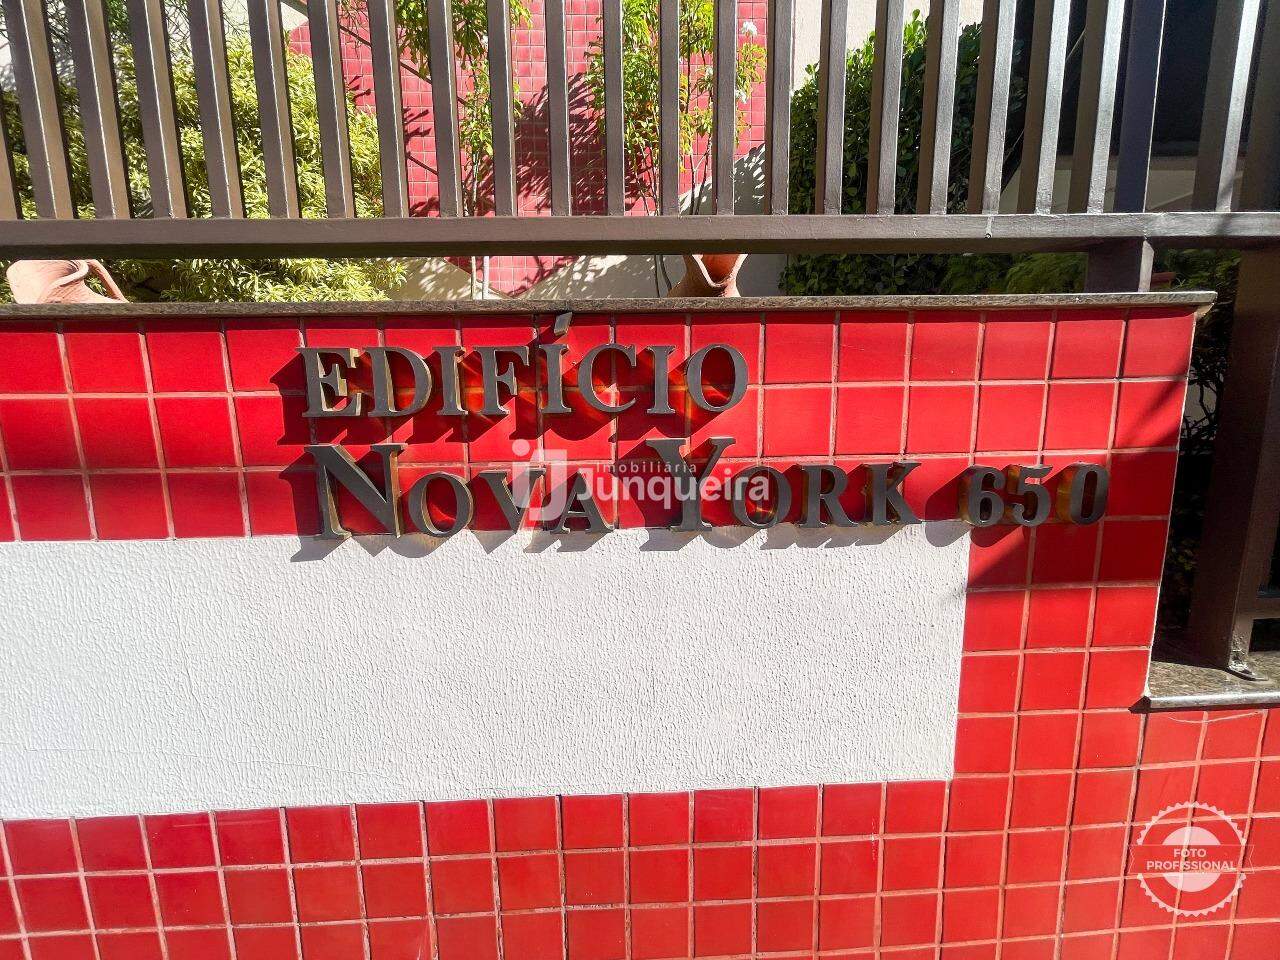 EDIFÍCIO
NOVA YORK 650
Imobiliária
Junqueira
FOTO
PROFISSIONAL